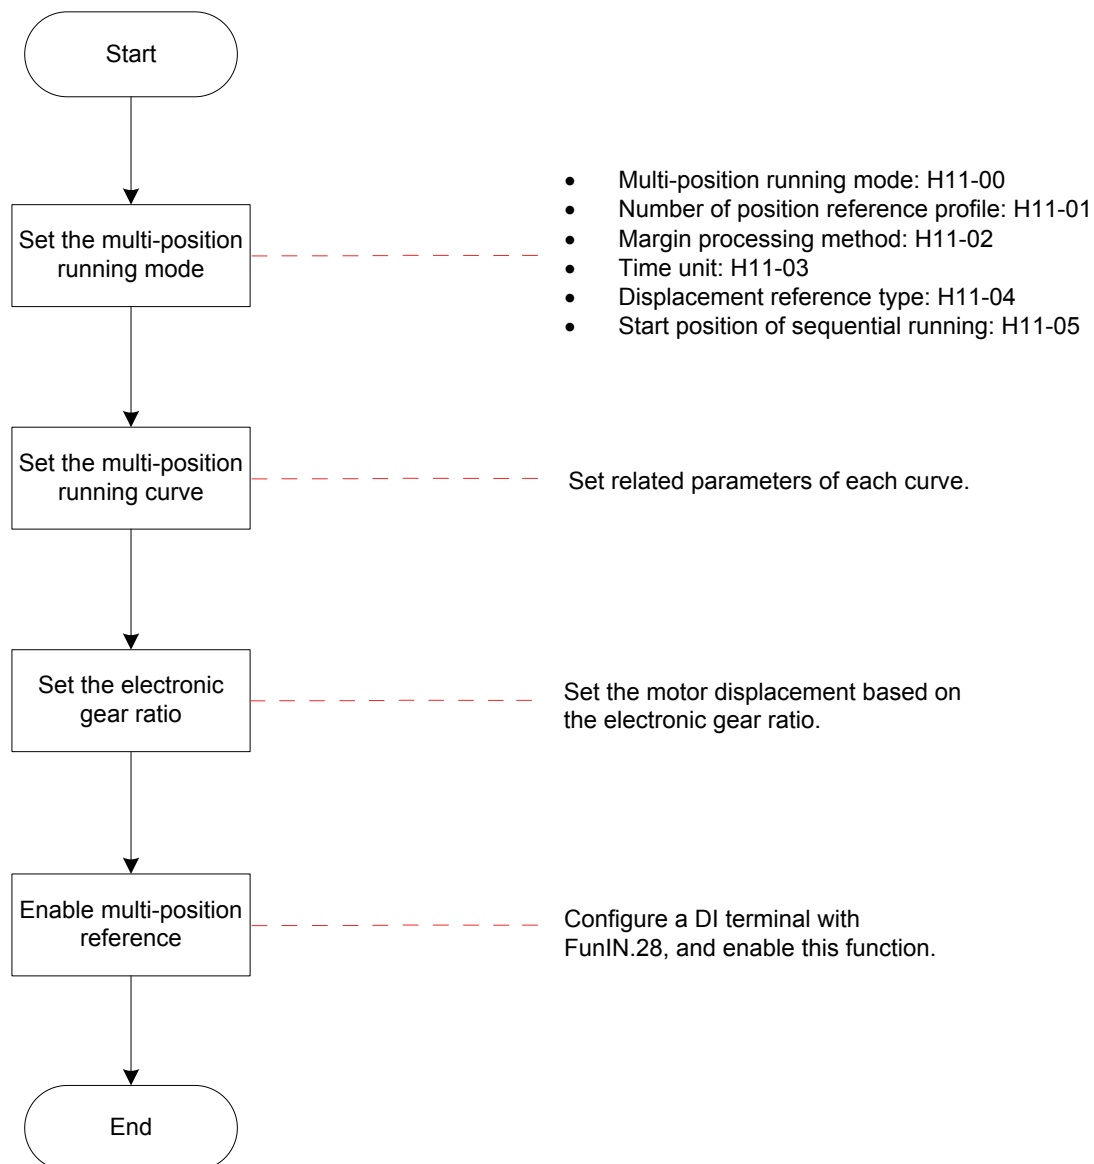 Start
Set the multi-position
running mode
• Multi-position running mode: H11-00
• Number of position reference profile: H11-01
• Margin processing method: H11-02
• Time unit: H11-03
• Displacement reference type: H11-04
• Start position of sequential running: H11-05
Set the multi-position
running curve
Set related parameters of each curve.
Set the electronic
gear ratio
Set the motor displacement based on
the electronic gear ratio.
Enable multi-position
reference
Configure a DI terminal with
FunIN.28, and enable this function.
End